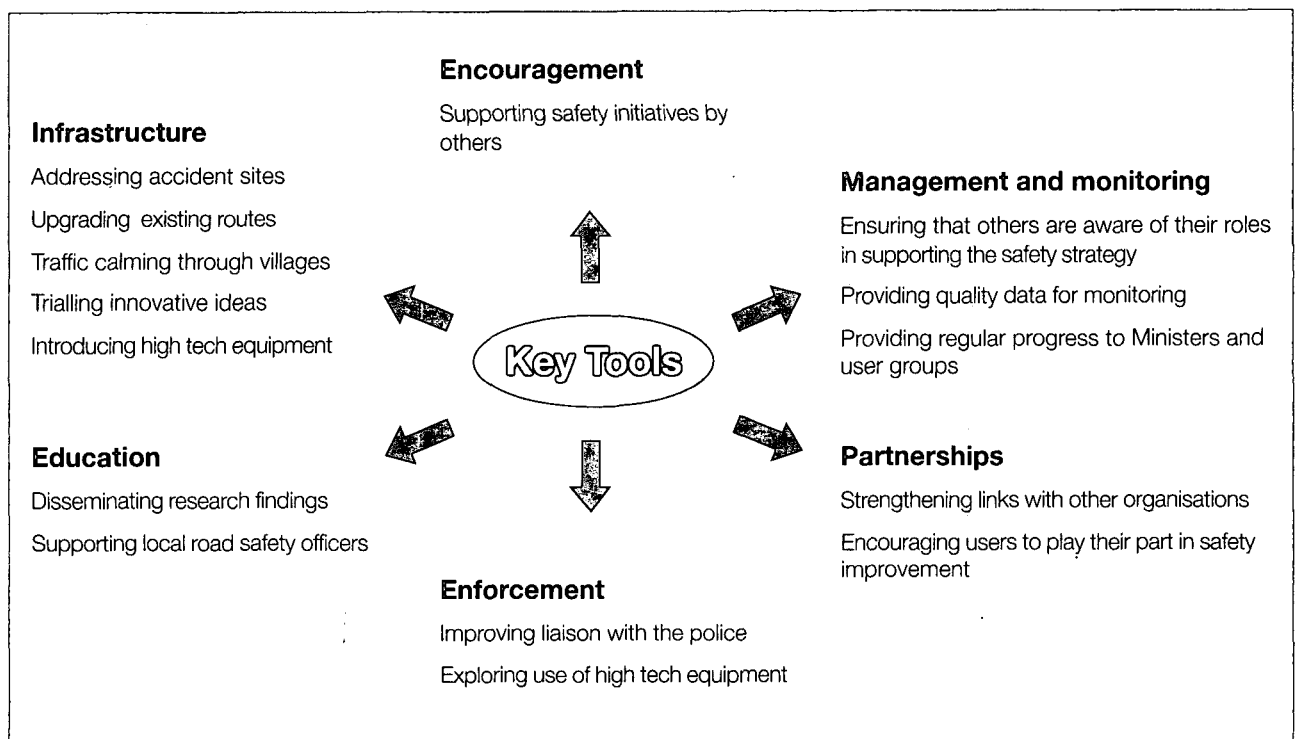 Encouragement
Supporting safety initiatives by
others
Infrastructure
Addressing accident sites
Upgrading existing routes
Traffic calming through villages
Trialling innovative ideas
Introducing high tech equipment
Management and monitoring
Ensuring that others are aware of their roles
in supporting the safety strategy
Providing quality data for monitoring
Providing regular progress to Ministers and
user groups
Key Tools
Education
Disseminating research findings
Supporting local road safety officers
Partnerships
Strengthening links with other organisations
Encouraging users to play their part in safety
improvement
Enforcement
Improving liaison with the police
Exploring use of high tech equipment